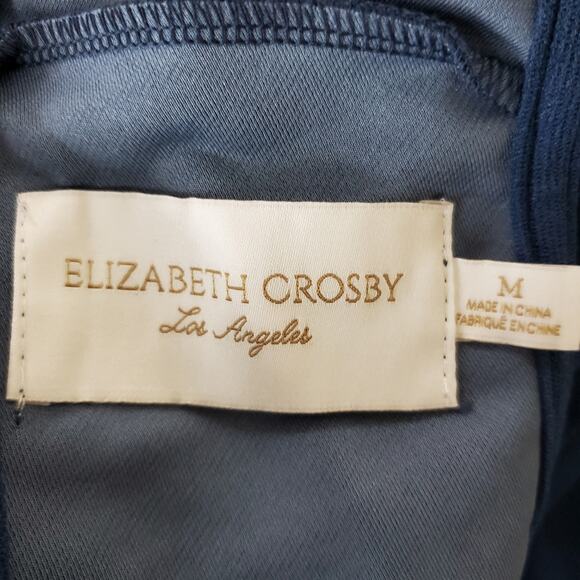 ELIZABETH CROSBY
Los Angeles
M
MADE IN CHINA
FABRIQUÉ EN CHINE